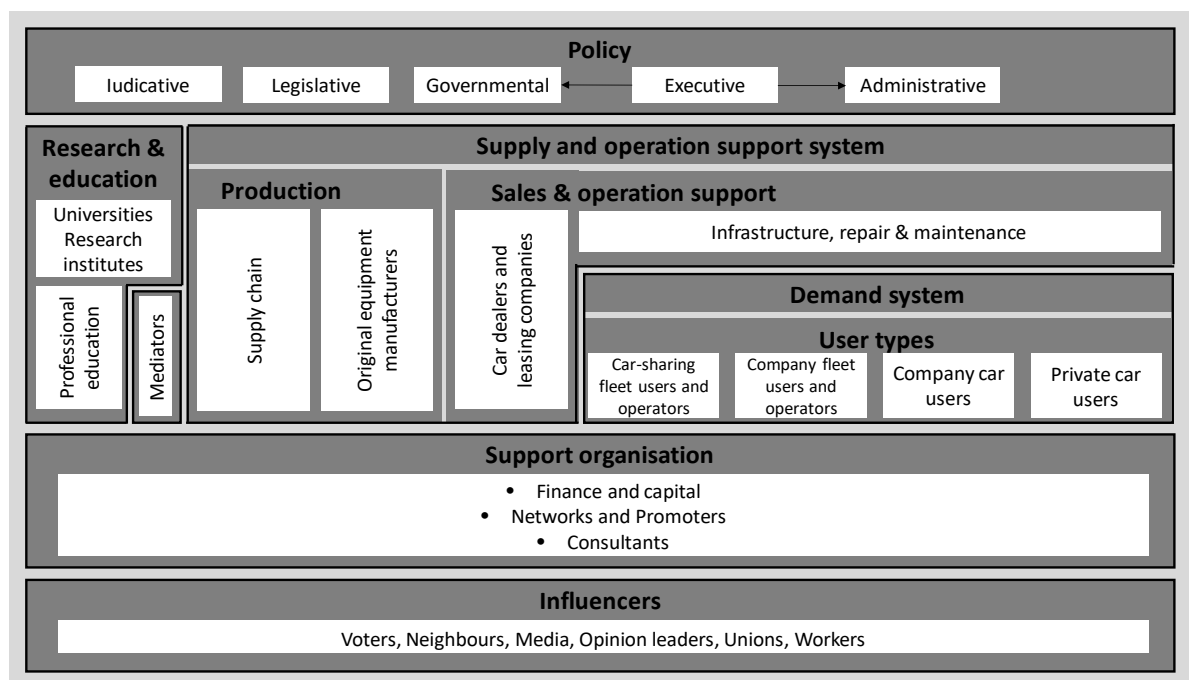 Policy
Iudicative
Legislative
Governmental
Executive
Administrative
Research &
education
Universities
Research
institutes
Professional
education
Mediators
Supply and operation support system
Production
Supply chain
Original equipment
manufacturers
Sales & operation support
Car dealers and
leasing companies
Infrastructure, repair & maintenance
Demand system
User types
Car-sharing
fleet users and
operators
Company fleet
users and
operators
Company car
users
Private car
users
Support organisation
• Finance and capital
• Networks and Promoters
• Consultants
Influencers
Voters, Neighbours, Media, Opinion leaders, Unions, Workers